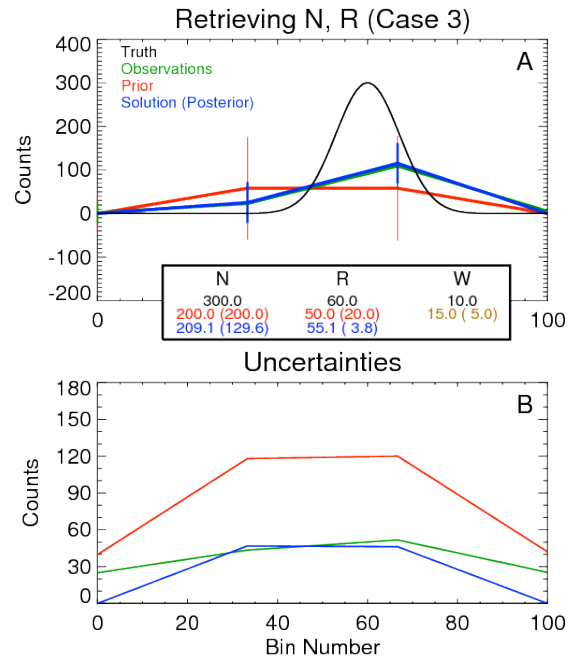 Retrieving N, R (Case 3)
400
Truth
A
Observations
300
Prior
Solution (Posterior)
200
Counts
100
0
-100
N R W
300.0 60.0 10.0
200.0 (200.0) 50.0 (20.0) 15.0 ( 5.0)
209.1 (129.6) 55.1 ( 3.8)
-200
0 100
Uncertainties
180
B
150
120
Counts
90
60
30
0
0 20 40 60 80 100
Bin Number